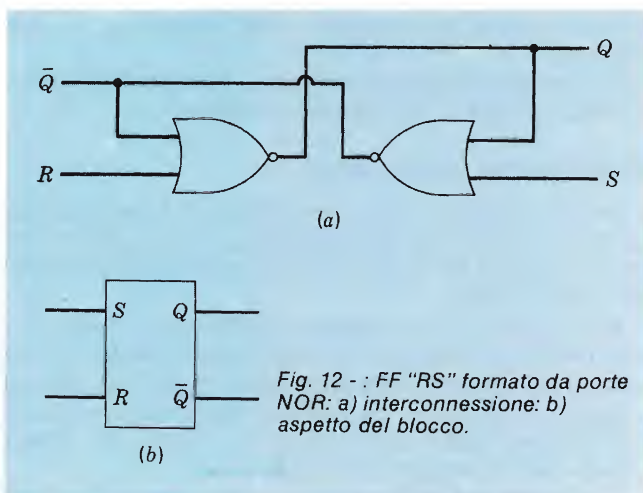 Q̄
Q
R
S
(a)
S Q
R Q̄
(b)
Fig. 12 - : FF "RS" formato da porte
NOR: a) interconnessione: b)
aspetto del blocco.